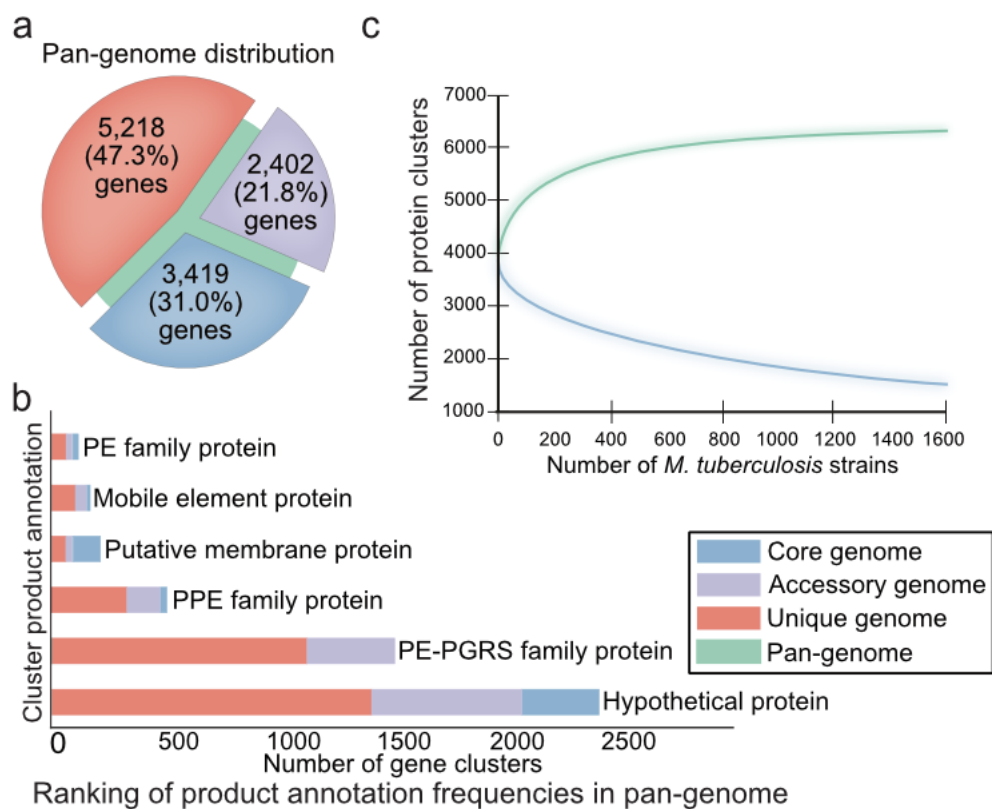 a
Pan-genome distribution
5,218
(47.3%)
genes
2,402
(21.8%)
genes
3,419
(31.0%)
genes
c
Number of protein clusters
7000
6000
5000
4000
3000
2000
1000
0
200
400
600
800
1000
1200
1400
1600
Number of M. tuberculosis strains
b
Cluster product annotation
PE family protein
Mobile element protein
Putative membrane protein
PPE family protein
PE-PGRS family protein
Hypothetical protein
0
500
1000
1500
2000
2500
Number of gene clusters
Ranking of product annotation frequencies in pan-genome
Core genome
Accessory genome
Unique genome
Pan-genome